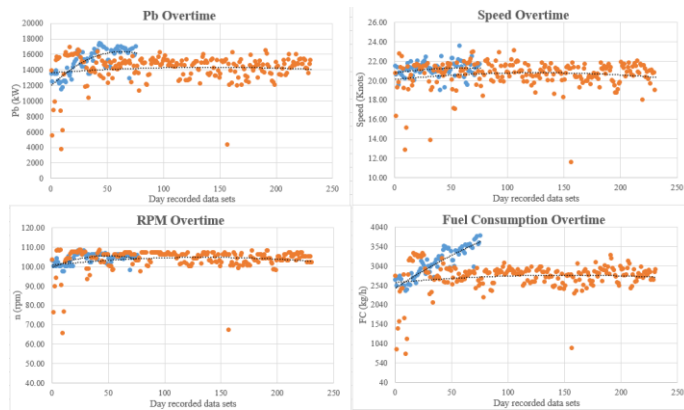 Pb Overtime
20000
18000
16000
14000
12000
10000
8000
6000
4000
2000
0
Pb (kW)
0 50 100 150 200 250
Day recorded data sets
Speed Overtime
26.00
24.00
22.00
20.00
18.00
16.00
14.00
12.00
10.00
Speed (Knots)
0 50 100 150 200 250
Day recorded data sets
RPM Overtime
120.00
110.00
100.00
90.00
80.00
70.00
60.00
50.00
40.00
n (rpm)
0 50 100 150 200 250
Day recorded data sets
Fuel Consumption Overtime
4040
3540
3040
2540
2040
1540
1040
540
40
FC (kg/h)
0 50 100 150 200 250
Day recorded data sets